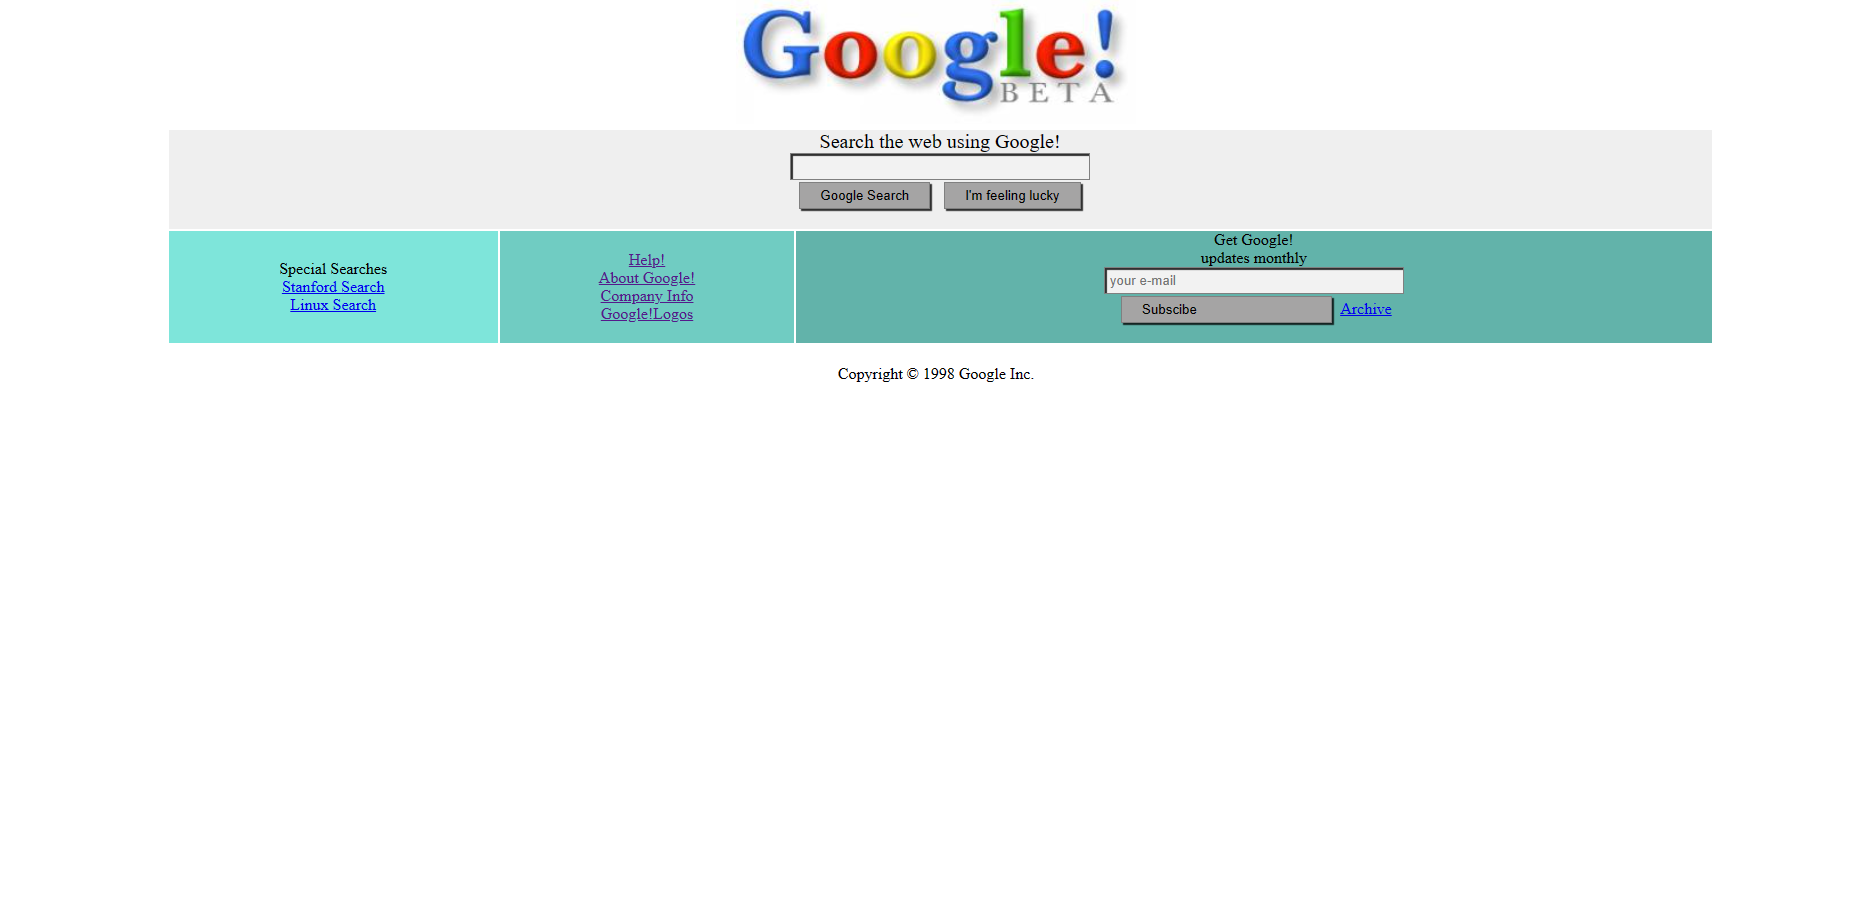 Google!
BETA
Search the web using Google!
Google Search
I'm feeling lucky
Special Searches
Stanford Search
Linux Search
Help!
About Google!
Company Info
Google!Logos
Get Google!
updates monthly
your e-mail
Subscibe
Archive
Copyright © 1998 Google Inc.